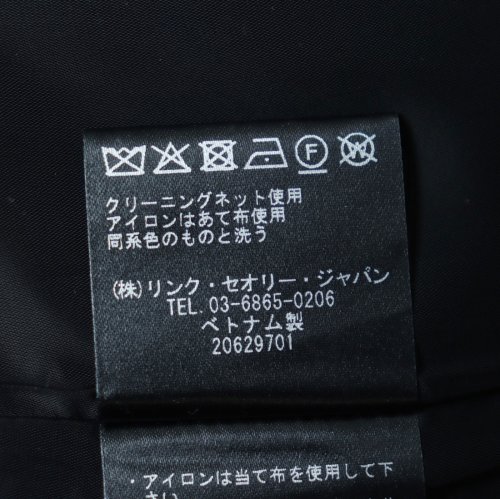 クリーニングネット使用
アイロンはあて布使用
同系色のものと洗う
(株)リンク・セオリー・ジャパン
TEL. 03-6865-0206
ベトナム製
20629701
・アイロンは当て布を使用して下
さい